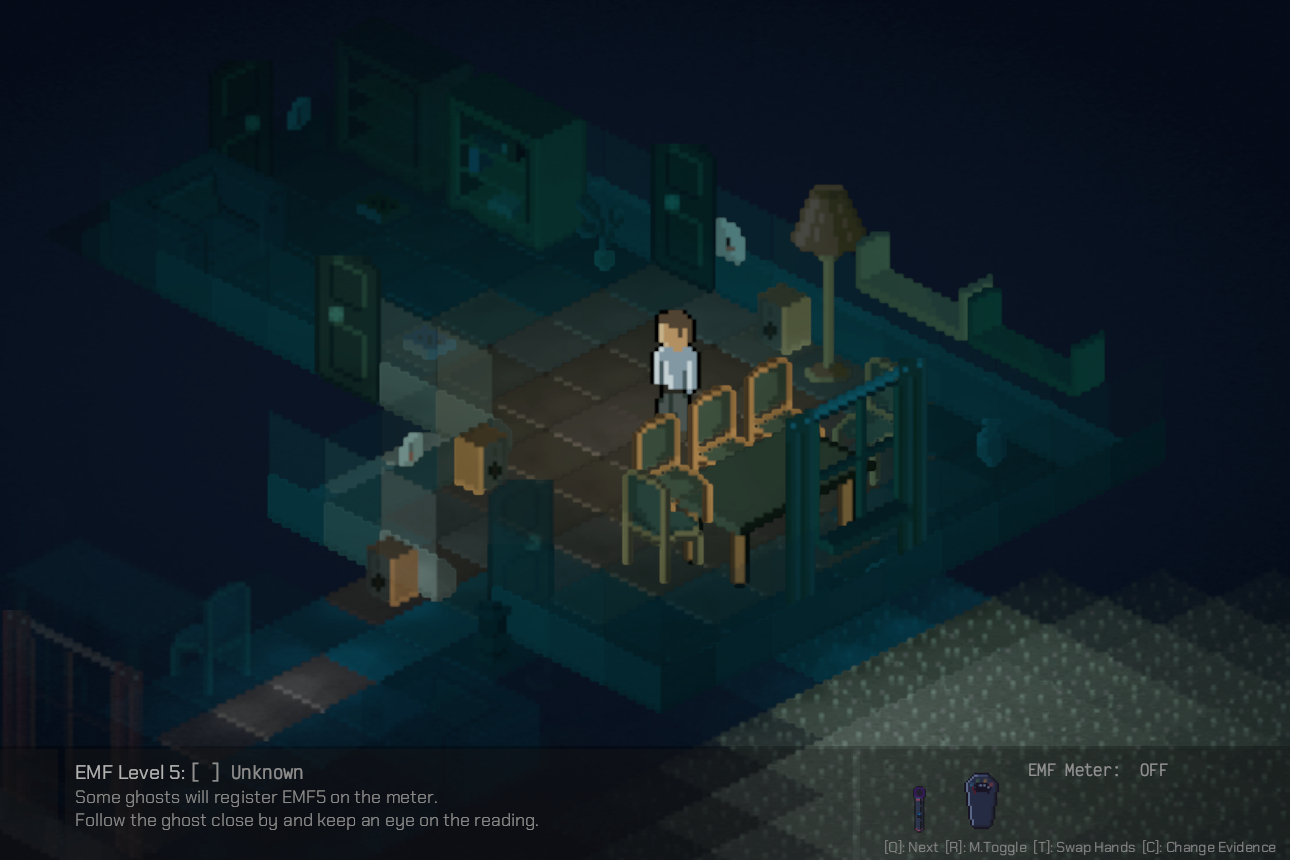 EMF Level 5: [ ] Unknown
Some ghosts will register EMF5 on the meter.
Follow the ghost close by and keep an eye on the reading.
EMF Meter: OFF
[Q]: Next [R]: M.Toggle [T]: Swap Hands [C]: Change Evidence